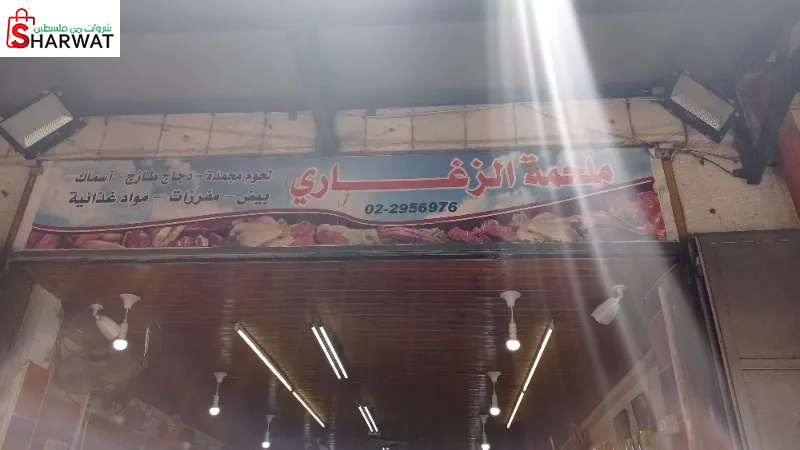 شروات من فلسطين
SHARWAT
ملحمة الزغاري
لحوم مجمدة - دجاج طازج - أسماك
بيض - مفرزات - مواد غذائية
02-2956976